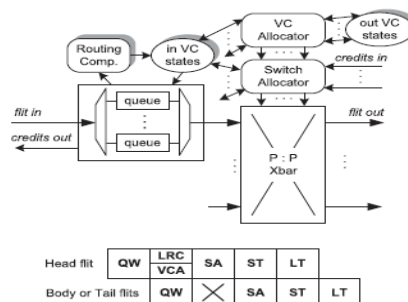 VC
Allocator
out VC
states
Routing
Comp.
in VC
states
Switch
Allocator
credits in
flit in
queue
flit out
credits out
queue
P : P
Xbar
Head flit QW LRC VCA SA ST LT
Body or Tail flits QW SA ST LT